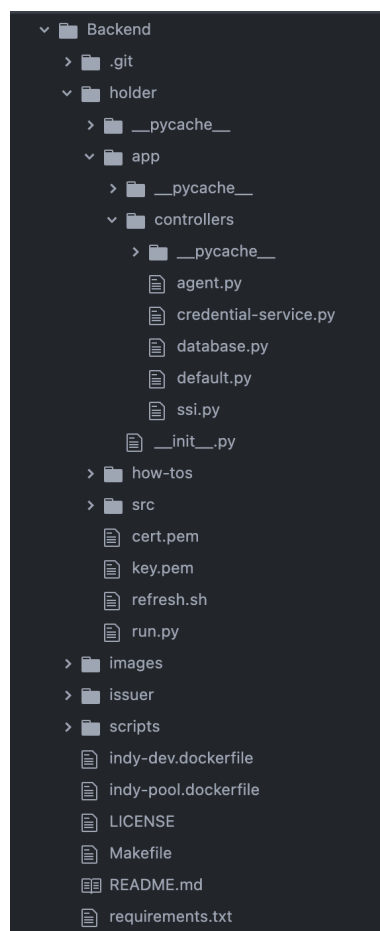 Backend
.git
holder
__pycache__
app
__pycache__
controllers
__pycache__
agent.py
credential-service.py
database.py
default.py
ssi.py
__init__.py
how-tos
src
cert.pem
key.pem
refresh.sh
run.py
images
issuer
scripts
indy-dev.dockerfile
indy-pool.dockerfile
LICENSE
Makefile
README.md
requirements.txt